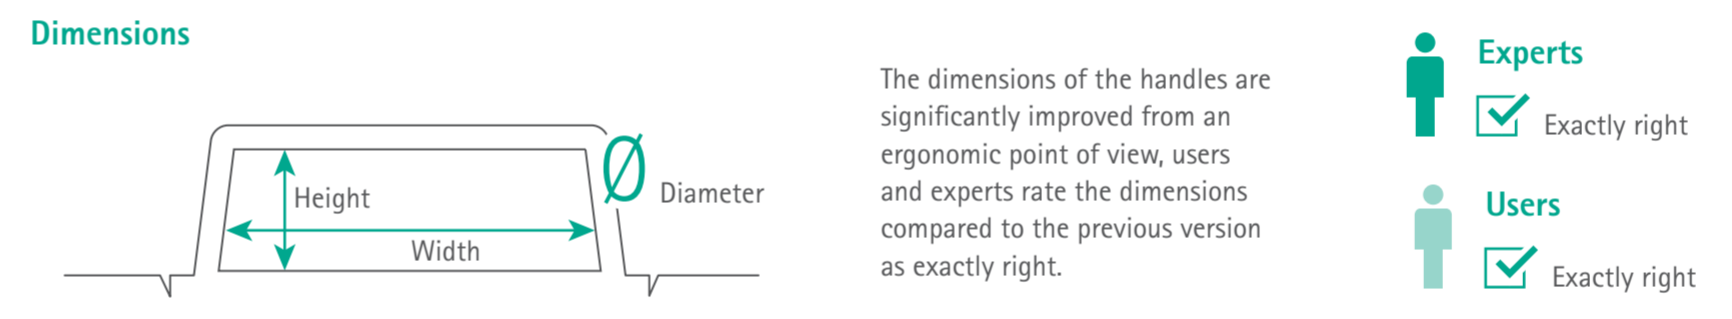 Dimensions
Height
Width
Ø
Diameter
The dimensions of the handles are
significantly improved from an
ergonomic point of view, users
and experts rate the dimensions
compared to the previous version
as exactly right.
Experts
Exactly right
Users
Exactly right